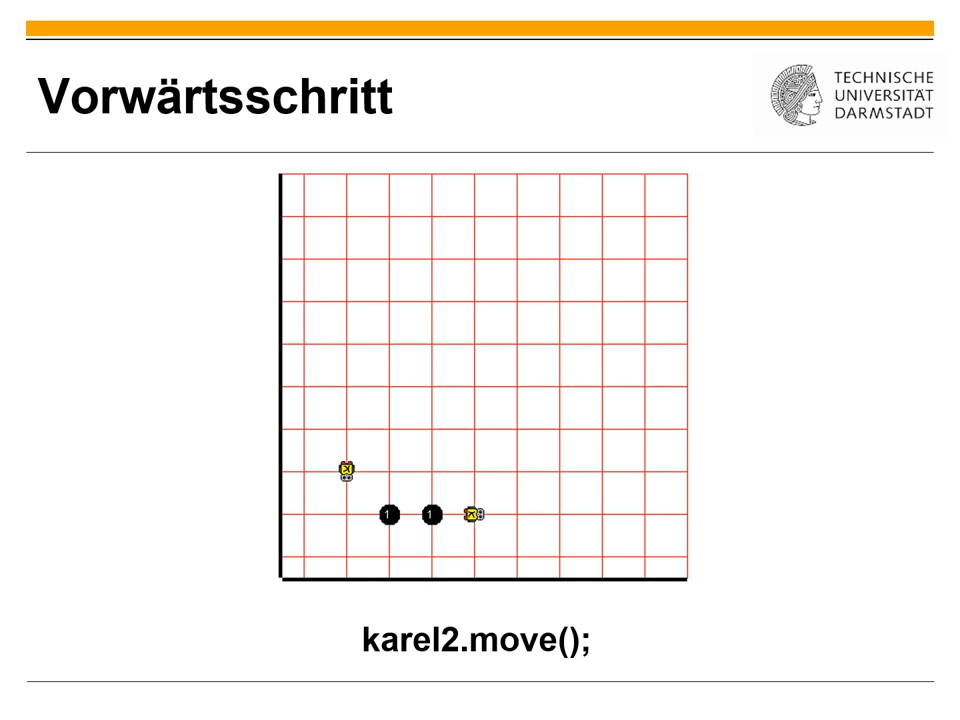 Vorwärtsschritt
TECHNISCHE
UNIVERSITÄT
DARMSTADT
1 1
karel2.move();